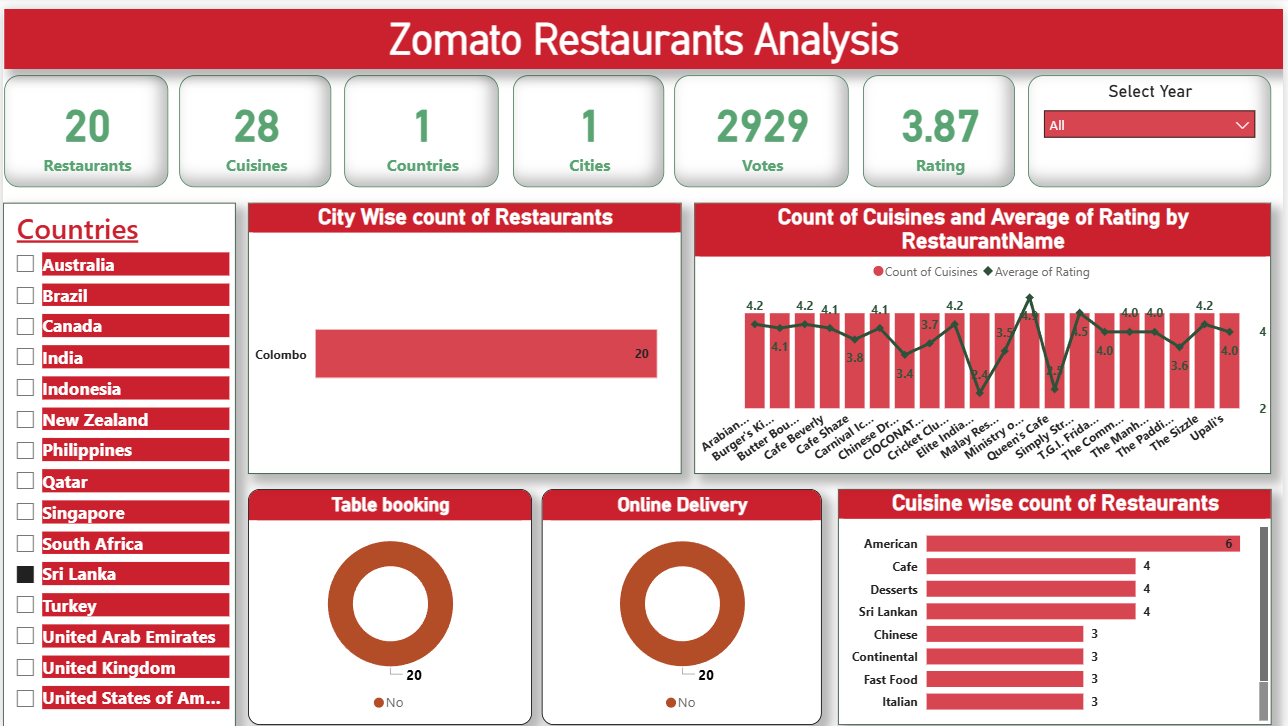 Zomato Restaurants Analysis
20
Restaurants
28
Cuisines
1
Countries
1
Cities
2929
Votes
3.87
Rating
Select Year
All
Countries
Australia
Brazil
Canada
India
Indonesia
New Zealand
Philippines
Qatar
Singapore
South Africa
Sri Lanka
Turkey
United Arab Emirates
United Kingdom
United States of Am...
City Wise count of Restaurants
Colombo
20
Count of Cuisines and Average of Rating by
RestaurantName
Count of Cuisines Average of Rating
4.2
4.1
4.2
4.1
3.8
4.1
3.4
3.7
4.2
2.4
3.5
4.9
2.5
4.5
4.0
4.0
4.0
3.6
4.2
4.0
4
2
Arabian...
Burger's Ki...
Butter Bou...
Cafe Beverly
Cafe Shaze
Carnival Ic...
Chinese Dr...
CIOCONAT...
Cricket Clu...
Elite India...
Malay Res...
Ministry o...
Queen's Cafe
Simply Str...
T.G.I. Frida...
The Comm...
The Manh...
The Paddi...
The Sizzle
Upali's
Table booking
20
No
Online Delivery
20
No
Cuisine wise count of Restaurants
American 6
Cafe 4
Desserts 4
Sri Lankan 4
Chinese 3
Continental 3
Fast Food 3
Italian 3